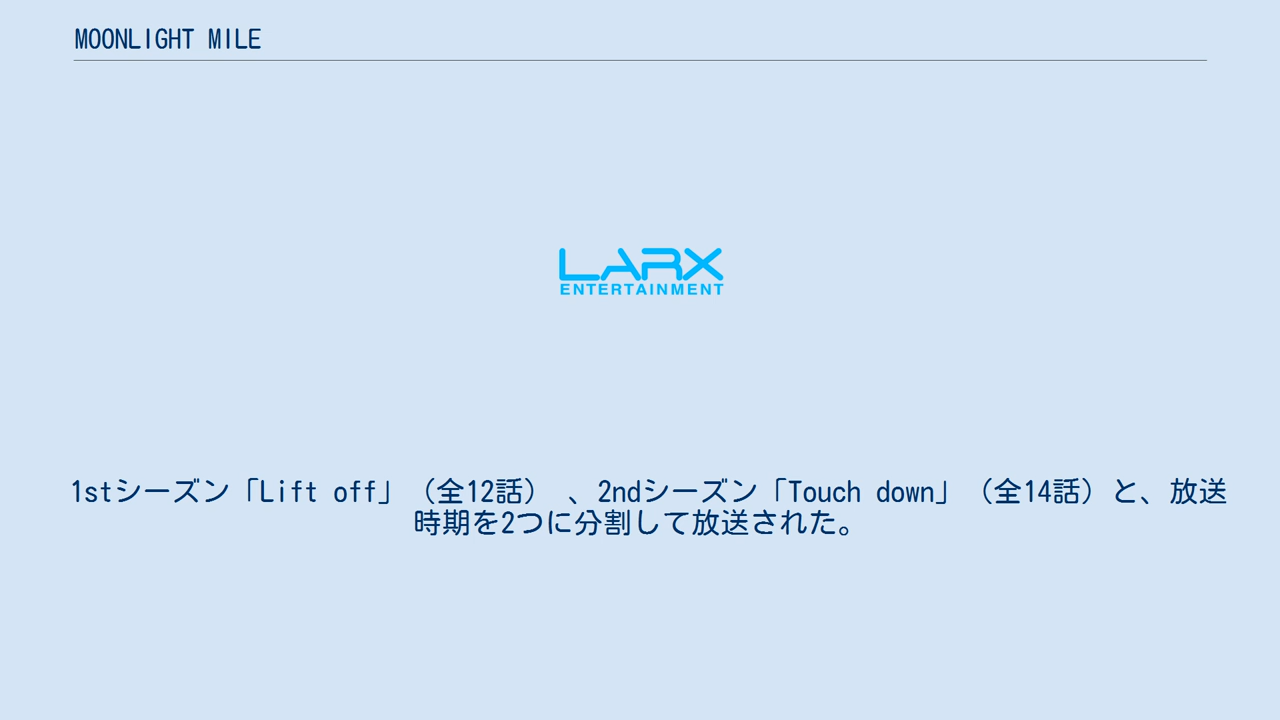 MOONLIGHT MILE
LARX
ENTERTAINMENT
1stシーズン「Lift off」（全12話） 、2ndシーズン「Touch down」（全14話）と、放送
時期を2つに分割して放送された。